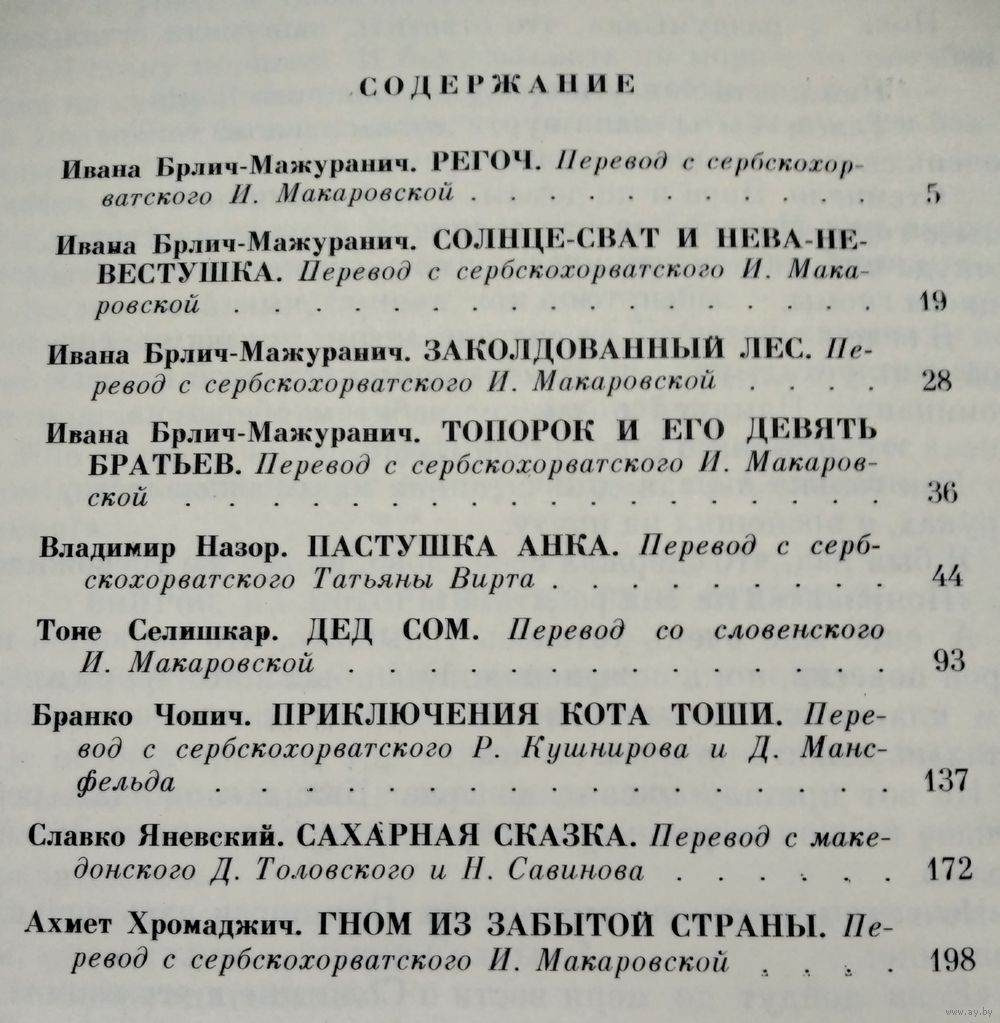 СОДЕРЖАНИЕ
Ивана Брлич-Мажуранич. РЕГОЧ. Перевод с сербскохор-
ватского И. Макаровской . . . . . . . . . . . . . . . . 5
Ивана Брлич-Мажуранич. СОЛНЦЕ-СВАТ И НЕВА-НЕ-
ВЕСТУШКА. Перевод с сербскохорватского И. Мака-
ровской . . . . . . . . . . . . . . . . . . 19
Ивана Брлич-Мажуранич. ЗАКОЛДОВАННЫЙ ЛЕС. Пе-
ревод с сербскохорватского И. Макаровской . . . . 28
Ивана Брлич-Мажуранич. ТОПОРОК И ЕГО ДЕВЯТЬ
БРАТЬЕВ. Перевод с сербскохорватского И. Макаров-
ской . . . . . . . . . . . . . . . . . . 36
Владимир Назор. ПАСТУШКА АНКА. Перевод с серб-
скохорватского Татьяны Вирта . . . . . . . . 44
Тоне Селишкар. ДЕД СОМ. Перевод со словенского
И. Макаровской . . . . . . . . . . . . . 93
Бранко Чопич. ПРИКЛЮЧЕНИЯ КОТА ТОШИ. Пере-
вод с сербскохорватского Р. Кушнирова и Д. Манс-
фельда . . . . . . . . . . . . . . . . . 137
Славко Яневский. САХАРНАЯ СКАЗКА. Перевод с маке-
донского Д. Толовского и Н. Савинова . . . . . . 172
Ахмет Хромаджич. ГНОМ ИЗ ЗАБЫТОЙ СТРАНЫ. Пе-
ревод с сербскохорватского И. Макаровской . . . . 198
www.ay.by